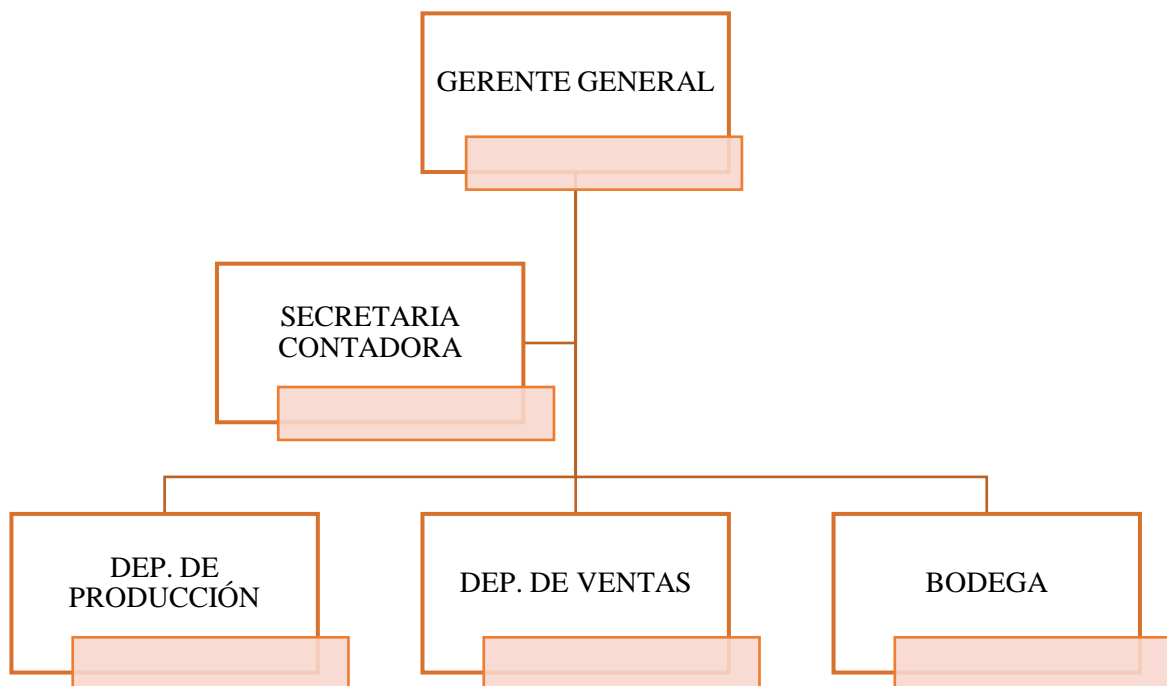 GERENTE GENERAL
SECRETARIA
CONTADORA
DEP. DE
PRODUCCIÓN
DEP. DE VENTAS
BODEGA